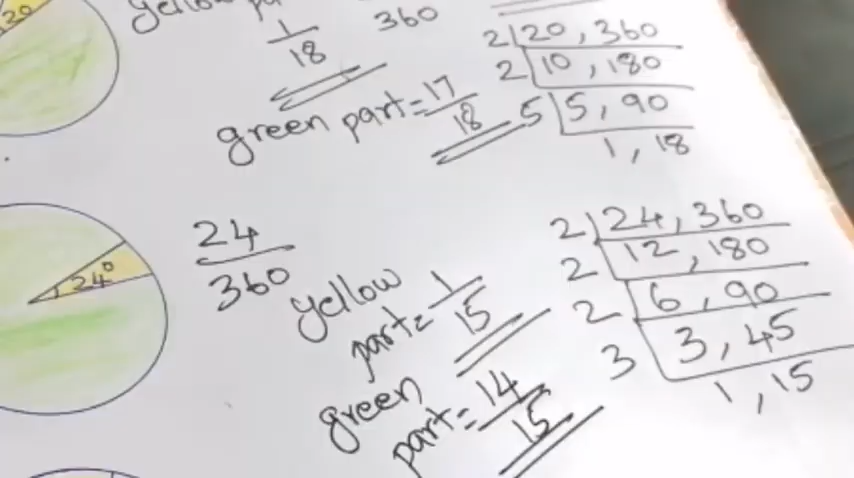 20
yellow
1
18
360
green part = 17
18
2 20, 360
2 10, 180
5 5, 90
1, 18
24°
24
360
yellow
part = 1
15
green
part = 14
15
2 24, 360
2 12, 180
2 6, 90
3 3, 45
1, 15